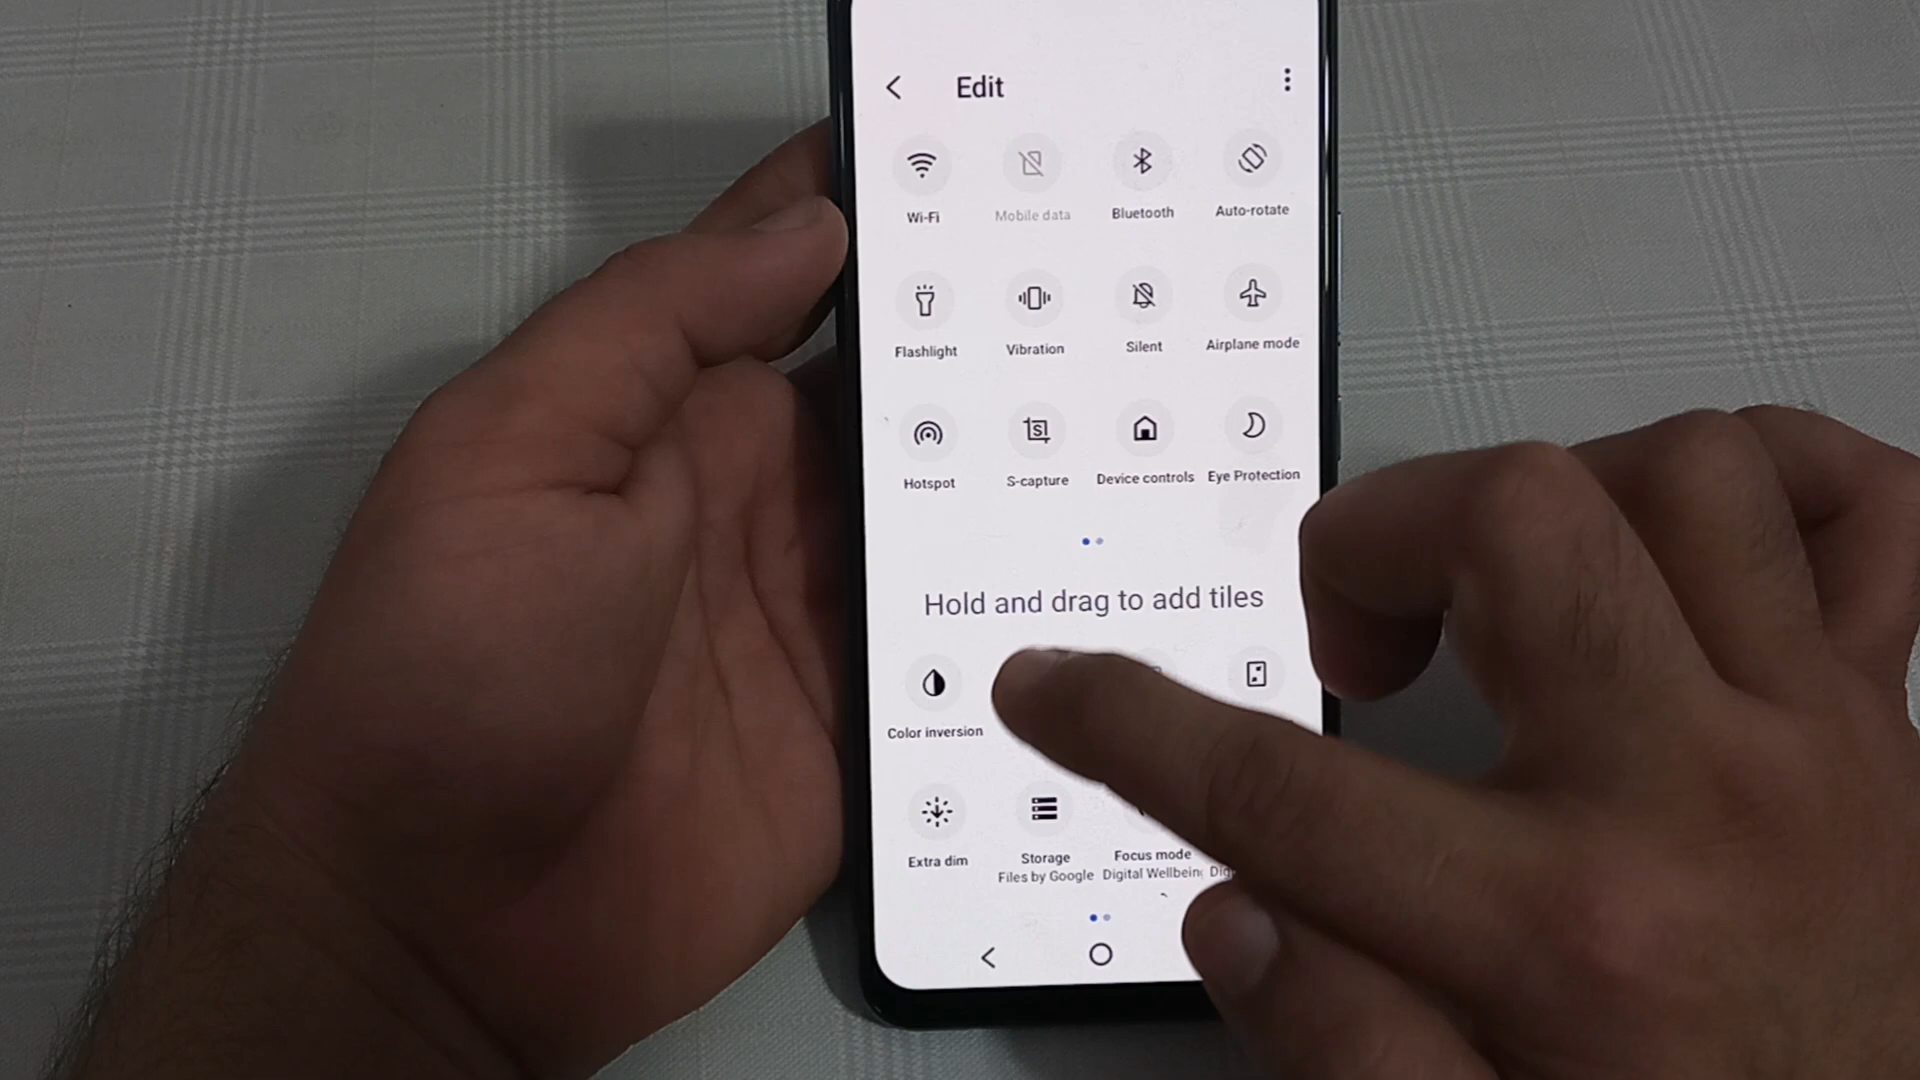 Edit
Wi-Fi
Mobile data
Bluetooth
Auto-rotate
Flashlight
Vibration
Silent
Airplane mode
Hotspot
S-capture
Device controls
Eye Protection
Hold and drag to add tiles
Color inversion
Extra dim
Storage
Files by Google
Focus mode
Digital Wellbein